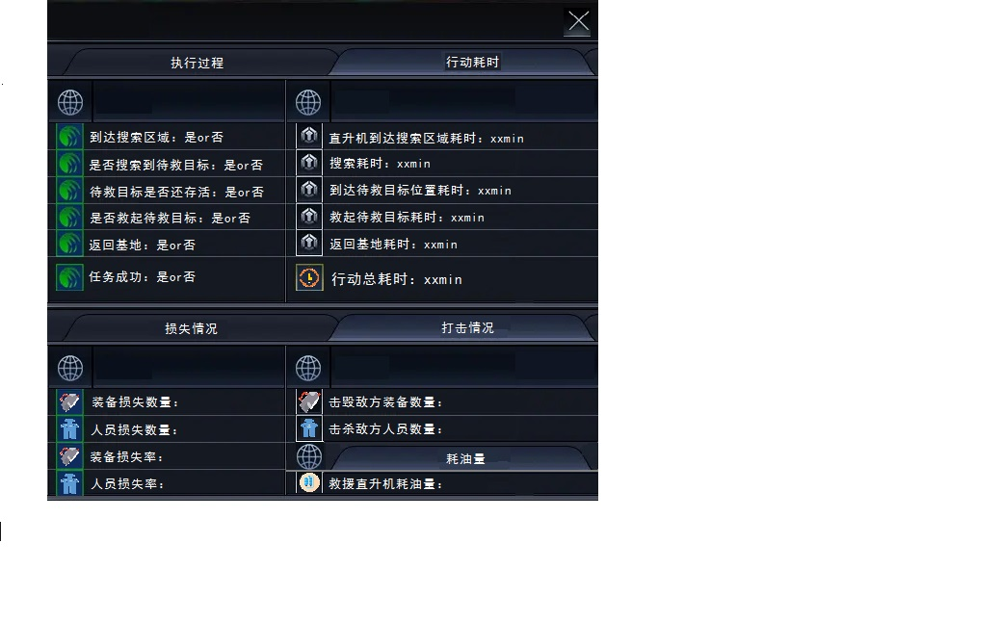 执行过程
行动耗时
到达搜索区域：是or否
直升机到达搜索区域耗时：xxmin
是否搜索到待救目标：是or否
搜索耗时：xxmin
待救目标是否还存活：是or否
到达待救目标位置耗时：xxmin
是否救起待救目标：是or否
救起待救目标耗时：xxmin
返回基地：是or否
返回基地耗时：xxmin
任务成功：是or否
行动总耗时：xxmin
损失情况
打击情况
装备损失数量：
击毁敌方装备数量：
人员损失数量：
击杀敌方人员数量：
装备损失率：
耗油量
人员损失率：
救援直升机耗油量：